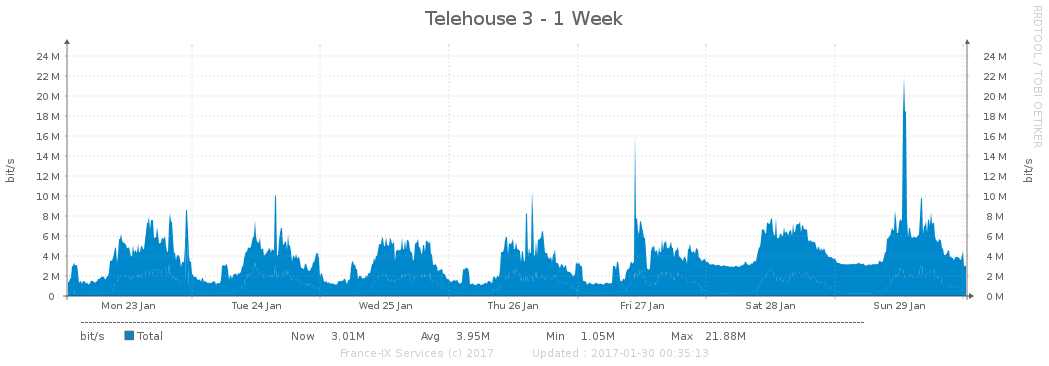 Telehouse 3 - 1 Week
RRDTOOL / TOBI OETIKER
bit/s
24 M 24 M
22 M 22 M
20 M 20 M
18 M 18 M
16 M 16 M
14 M 14 M
12 M 12 M
10 M 10 M
8 M 8 M
6 M 6 M
4 M 4 M
2 M 2 M
0 0 M
bit/s
Mon 23 Jan Tue 24 Jan Wed 25 Jan Thu 26 Jan Fri 27 Jan Sat 28 Jan Sun 29 Jan
bit/s Total Now 3.01M Avg 3.95M Min 1.05M Max 21.88M
France-IX Services (c) 2017 Updated : 2017-01-30 00:35:13